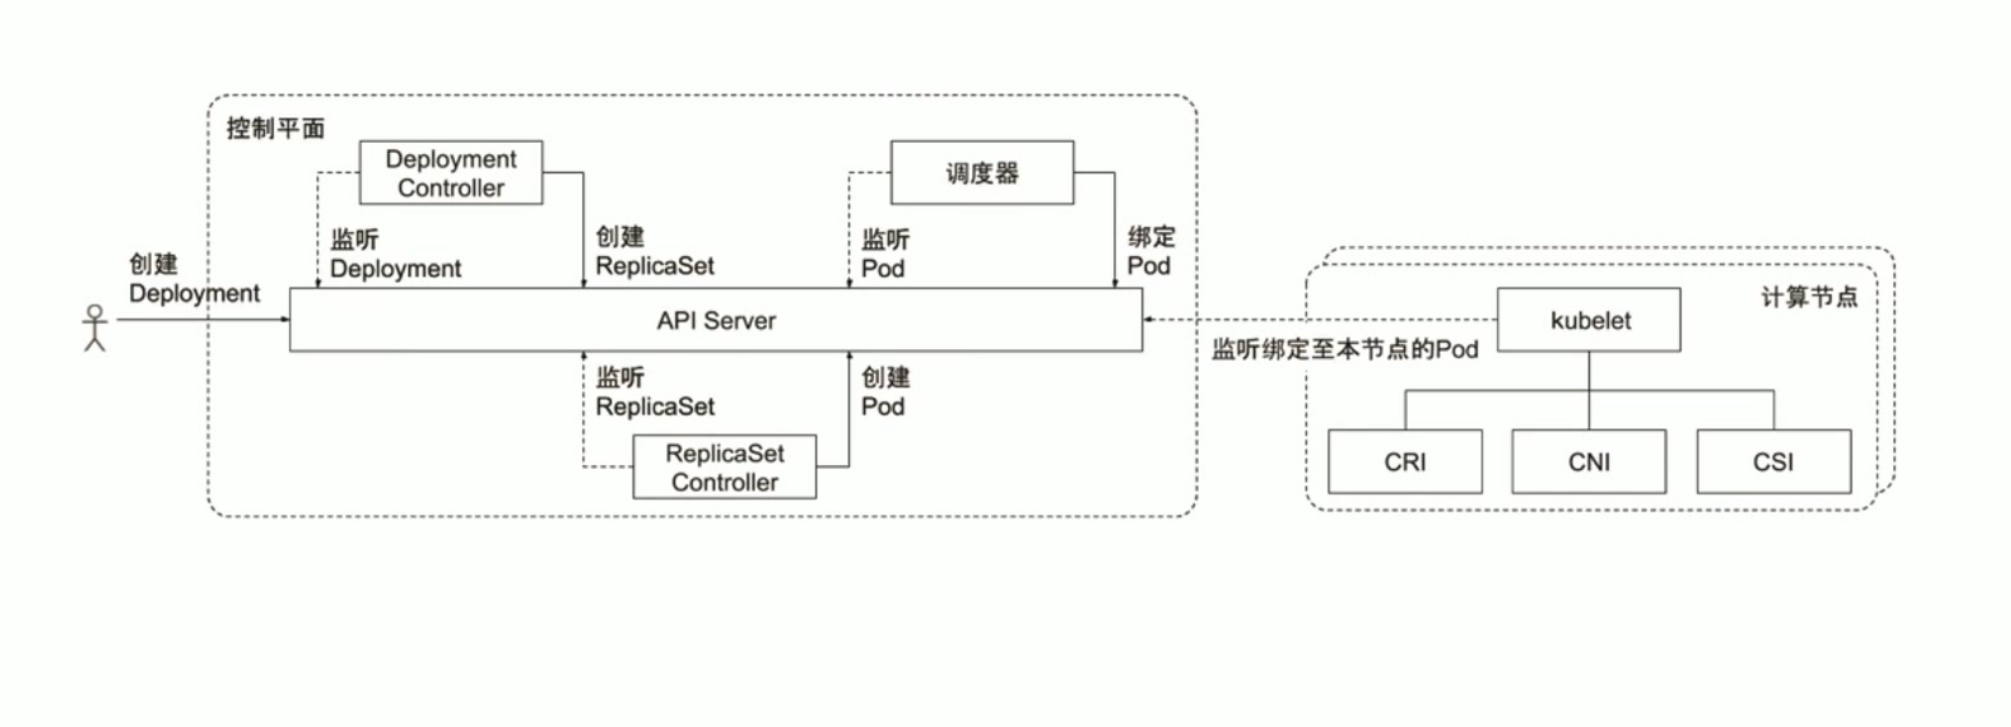 控制平面
Deployment
Controller
调度器
监听
Deployment
创建
ReplicaSet
监听
Pod
绑定
Pod
创建
Deployment
API Server
监听
ReplicaSet
创建
Pod
ReplicaSet
Controller
监听绑定至本节点的Pod
计算节点
kubelet
CRI
CNI
CSI